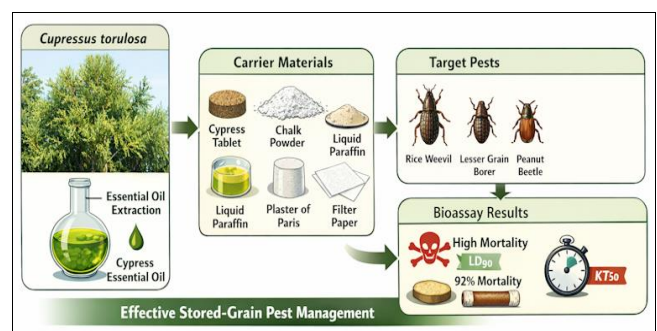 Cupressus torulosa
Essential Oil
Extraction
Cypress
Essential Oil
Carrier Materials
Cypress
Tablet
Chalk
Powder
Liquid
Paraffin
Liquid
Paraffin
Plaster of
Paris
Filter
Paper
Target Pests
Rice Weevil
Lesser Grain
Borer
Peanut
Beetle
Bioassay Results
High Mortality
LD90
92% Mortality
KT50
Effective Stored-Grain Pest Management